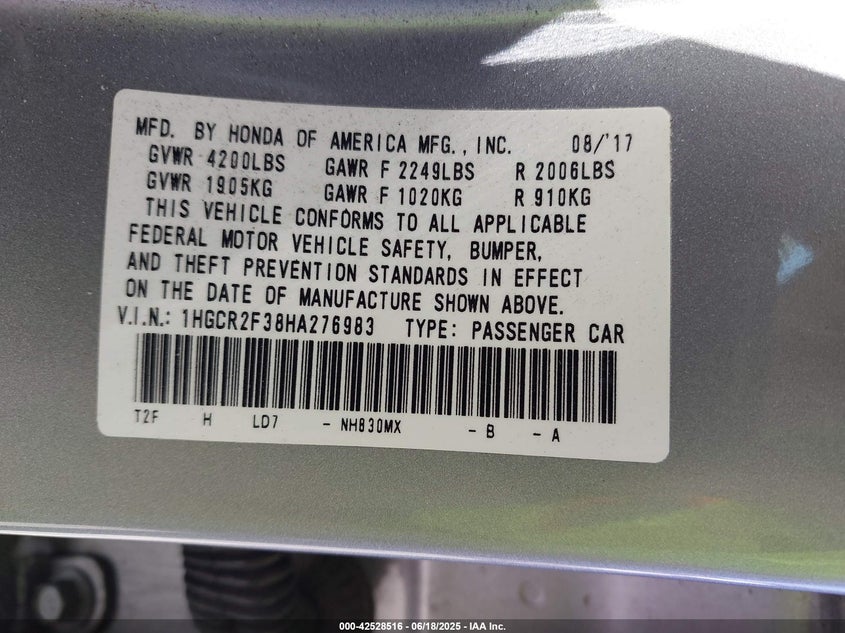 MFD. BY HONDA OF AMERICA MFG., INC. 08/'17
GVWR 4200LBS GAWR F 2249LBS R 2006LBS
GVWR 1905KG GAWR F 1020KG R 910KG
THIS VEHICLE CONFORMS TO ALL APPLICABLE
FEDERAL MOTOR VEHICLE SAFETY, BUMPER,
AND THEFT PREVENTION STANDARDS IN EFFECT
ON THE DATE OF MANUFACTURE SHOWN ABOVE.
V.I.N.: 1HGCR2F38HA276983 TYPE: PASSENGER CAR
T2F H LD7 - NH830MX - B - A
000-42528516 - 06/18/2025 - IAA Inc.